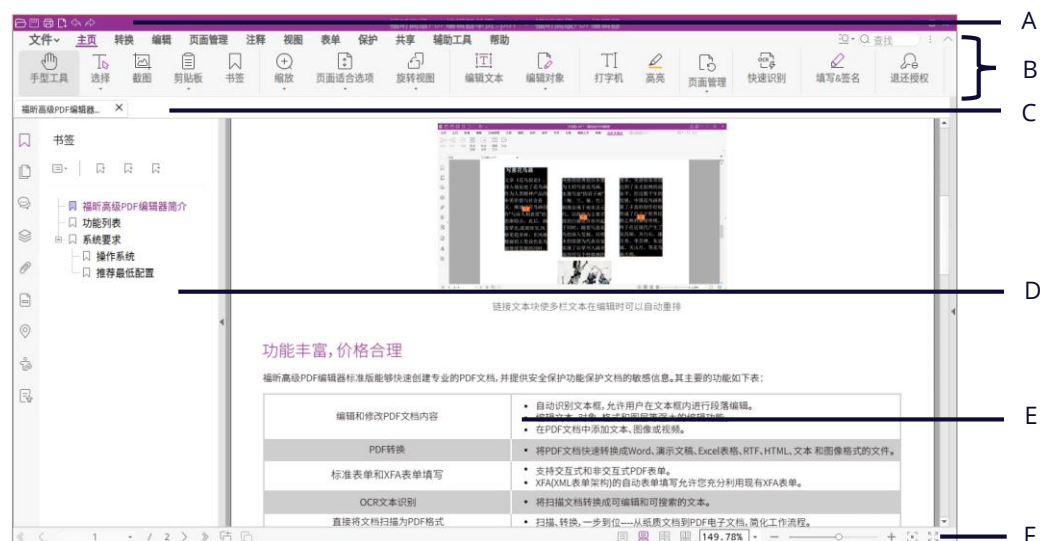 A
文件 主页 转换 编辑 页面管理 注释 视图 表单 保护 共享 辅助工具 帮助 查找
手型工具 选择 截图 剪贴板 书签 缩放 页面适合选项 旋转视图 编辑文本 编辑对象 打字机 高亮 页面管理 快速识别 填写&签名 退还授权
B
福昕高级PDF编辑器... ×
C
书签
福昕高级PDF编辑器简介
功能列表
系统要求
操作系统
推荐最低配置
D
链接文本块使多栏文本在编辑时可以自动重排
功能丰富,价格合理
福昕高级PDF编辑器标准版能够快速创建专业的PDF文档,并提供安全保护功能保护文档的敏感信息。其主要的功能如下表:
编辑和修改PDF文档内容
• 自动识别文本框,允许用户在文本框内进行段落编辑。
• 在PDF文档中添加文本、图像或视频。
E
PDF转换
• 将PDF文档快速转换成Word、演示文稿、Excel表格、RTF、HTML、文本 和图像格式的文件。
标准表单和XFA表单填写
• 支持交互式和非交互式PDF表单。
• XFA(XML表单架构)的自动表单填写允许您充分利用现有XFA表单。
OCR文本识别
• 将扫描文档转换成可编辑和可搜索的文本。
直接将文档扫描为PDF格式
• 扫描、转换,一步到位----从纸质文档到PDF电子文档,简化工作流程。
1 / 2 149.78%
F